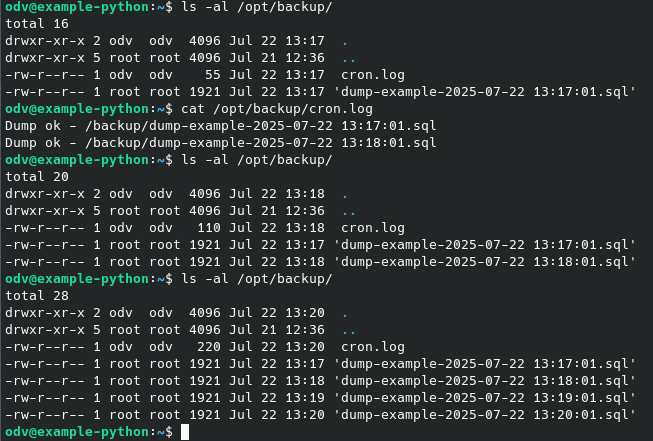 odv@example-python:~$ ls -al /opt/backup/
total 16
drwxr-xr-x 2 odv  odv  4096 Jul 22 13:17  .
drwxr-xr-x 5 root root 4096 Jul 21 12:36  ..
-rw-r--r-- 1 odv  odv    55 Jul 22 13:17  cron.log
-rw-r--r-- 1 root root 1921 Jul 22 13:17 'dump-example-2025-07-22 13:17:01.sql'
odv@example-python:~$ cat /opt/backup/cron.log
Dump ok - /backup/dump-example-2025-07-22 13:17:01.sql
Dump ok - /backup/dump-example-2025-07-22 13:18:01.sql
odv@example-python:~$ ls -al /opt/backup/
total 20
drwxr-xr-x 2 odv  odv  4096 Jul 22 13:18  .
drwxr-xr-x 5 root root 4096 Jul 21 12:36  ..
-rw-r--r-- 1 odv  odv   110 Jul 22 13:18  cron.log
-rw-r--r-- 1 root root 1921 Jul 22 13:17 'dump-example-2025-07-22 13:17:01.sql'
-rw-r--r-- 1 root root 1921 Jul 22 13:18 'dump-example-2025-07-22 13:18:01.sql'
odv@example-python:~$ ls -al /opt/backup/
total 28
drwxr-xr-x 2 odv  odv  4096 Jul 22 13:20  .
drwxr-xr-x 5 root root 4096 Jul 21 12:36  ..
-rw-r--r-- 1 odv  odv   220 Jul 22 13:20  cron.log
-rw-r--r-- 1 root root 1921 Jul 22 13:17 'dump-example-2025-07-22 13:17:01.sql'
-rw-r--r-- 1 root root 1921 Jul 22 13:18 'dump-example-2025-07-22 13:18:01.sql'
-rw-r--r-- 1 root root 1921 Jul 22 13:19 'dump-example-2025-07-22 13:19:01.sql'
-rw-r--r-- 1 root root 1921 Jul 22 13:20 'dump-example-2025-07-22 13:20:01.sql'
odv@example-python:~$